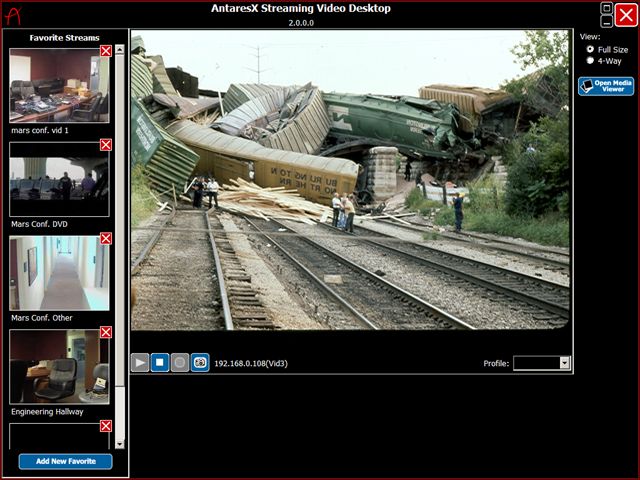 AntaresX Streaming Video Desktop
2.0.0.0
Favorite Streams
mars conf. vid 1
Mars Conf. DVD
Mars Conf. Other
Engineering Hallway
Add New Favorite
BURLINGTON
NORTHERN
192.168.0.108(Vid3)
Profile:
View:
Full Size
4-Way
Open Media
Viewer